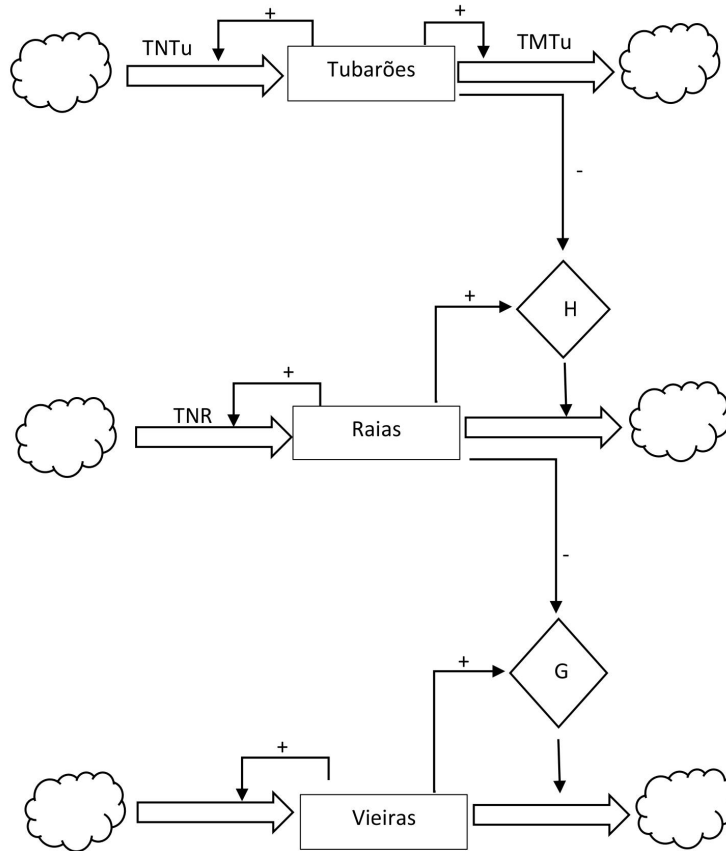 +
+
TNTu
TMTu
Tubarões
-
+
H
+
TNR
Raias
-
+
G
+
Vieiras